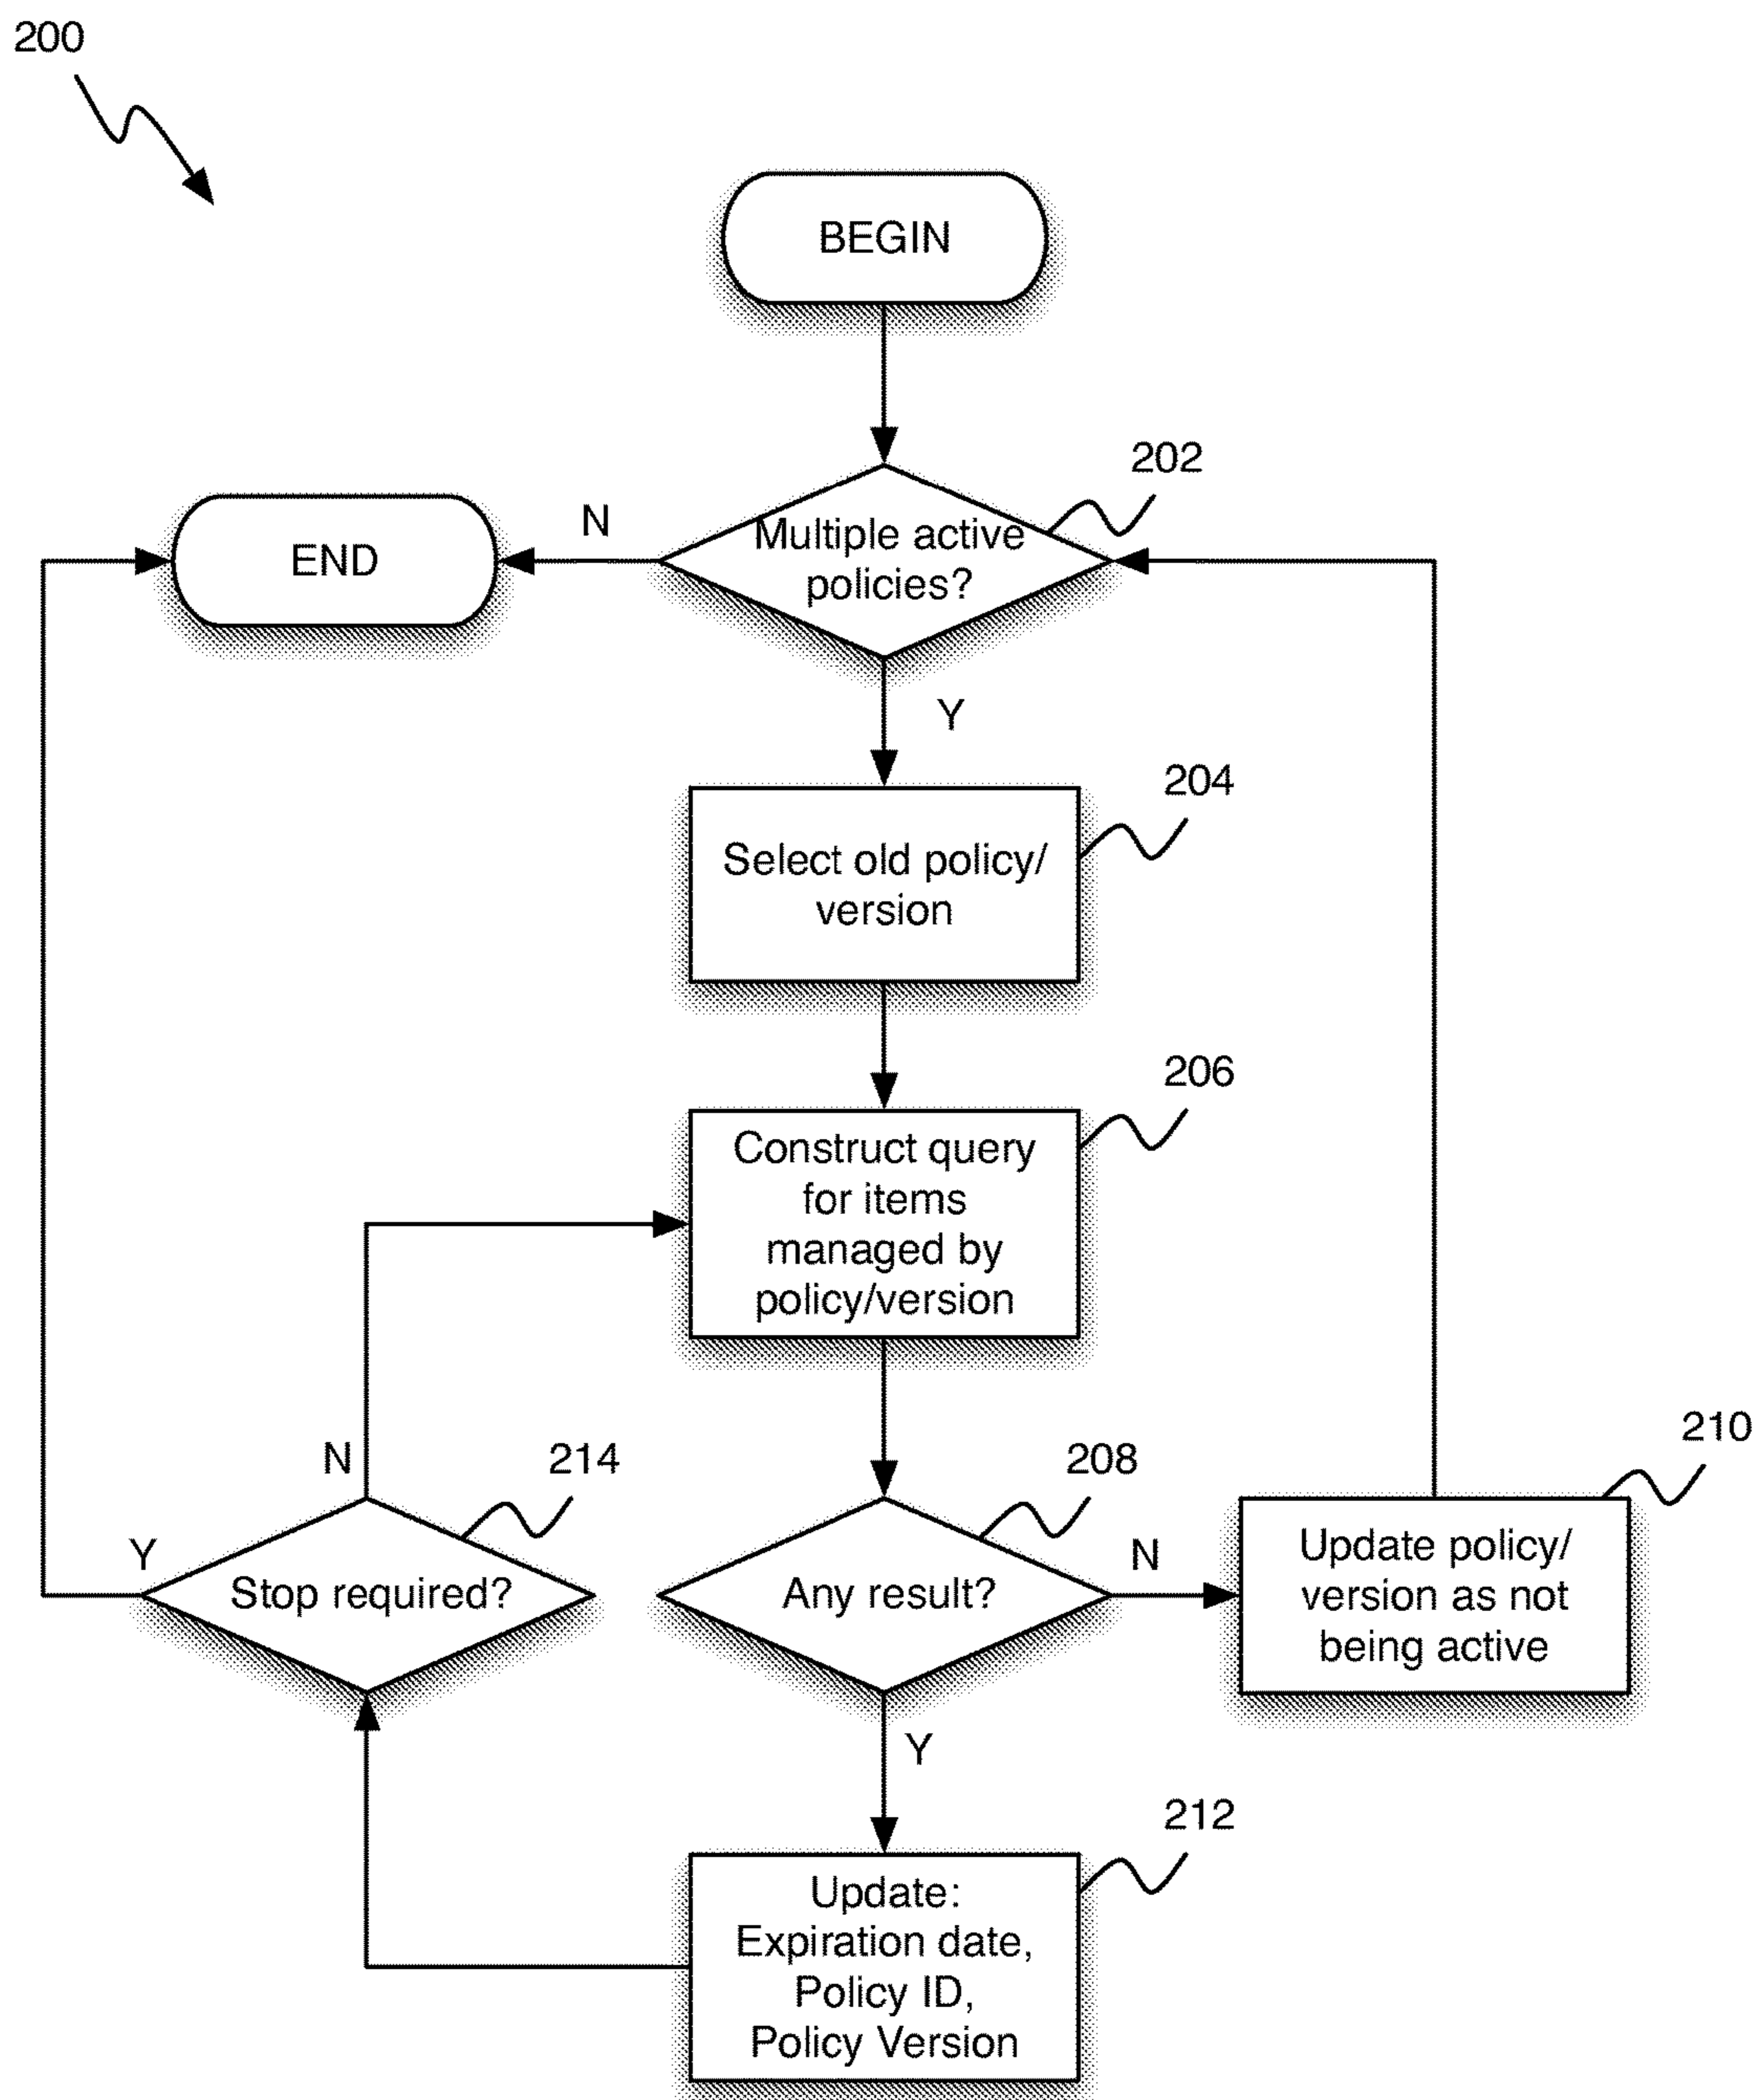 200
BEGIN
202
END
N
Multiple active
policies?
Y
204
Select old policy/
version
206
Construct query
for items
managed by
policy/version
210
N
214
208
Y
Stop required?
Any result?
N
Update policy/
version as not
being active
Y
212
Update:
Expiration date,
Policy ID,
Policy Version